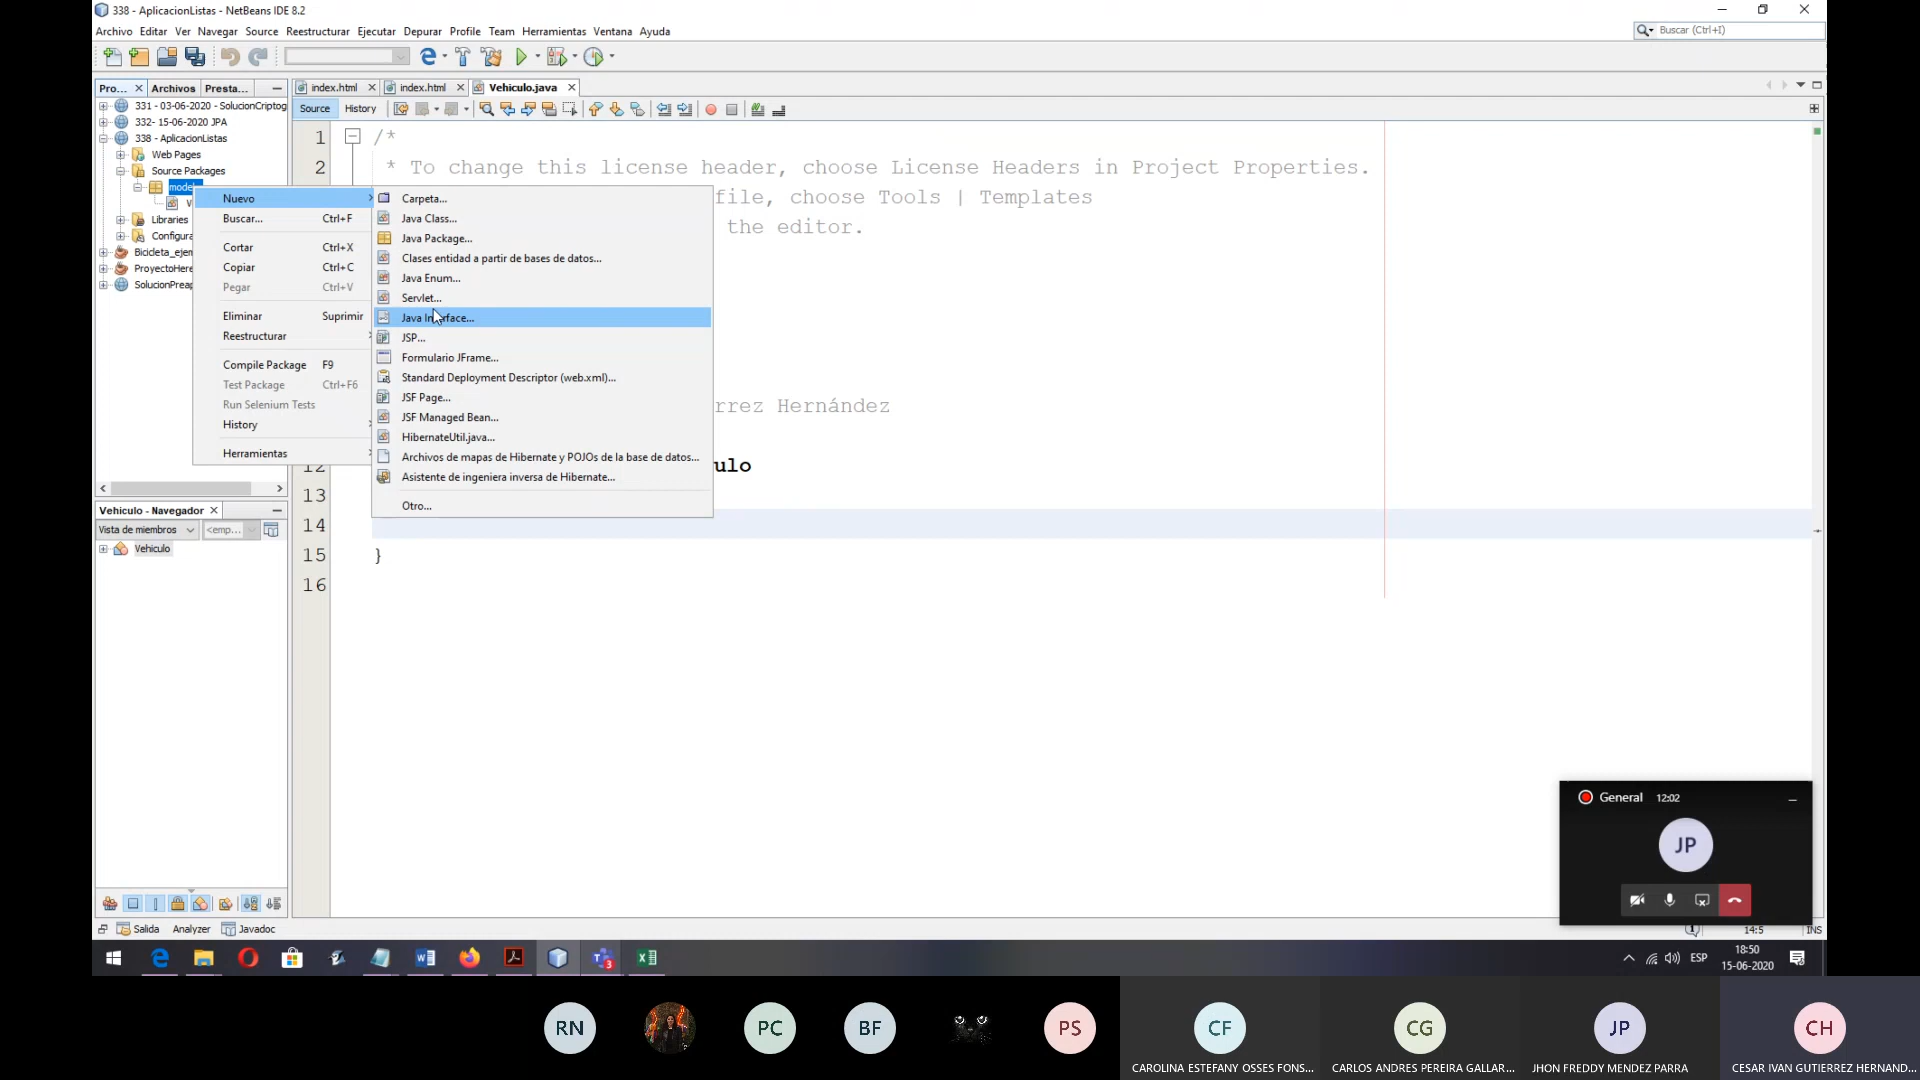 338 - AplicacionListas - NetBeans IDE 8.2
Archivo Editar Ver Navegar Source Reestructurar Ejecutar Depurar Profile Team Herramientas Ventana Ayuda
Buscar (Ctrl+I)
Pro... Archivos Presta...
index.html index.html Vehiculo.java
Source History
331 - 03-06-2020 - SolucionCriptog
332- 15-06-2020 JPA
338 - AplicacionListas
Web Pages
Source Packages
model
V
Libraries
Configura
Bicicleta_ejem
ProyectoHere
SolucionPreap
1 /*
2 * To change this license header, choose License Headers in Project Properties.
file, choose Tools | Templates
the editor.
rrez Hernández
12 ulo
13
14
15 }
16
Nuevo
Buscar... Ctrl+F
Cortar Ctrl+X
Copiar Ctrl+C
Pegar Ctrl+V
Eliminar Suprimir
Reestructurar
Compile Package F9
Test Package Ctrl+F6
Run Selenium Tests
History
Herramientas
Carpeta...
Java Class...
Java Package...
Clases entidad a partir de bases de datos...
Java Enum...
Servlet...
Java Interface...
JSP...
Formulario JFrame...
Standard Deployment Descriptor (web.xml)...
JSF Page...
JSF Managed Bean...
HibernateUtil.java...
Archivos de mapas de Hibernate y POJOs de la base de datos...
Asistente de ingeniera inversa de Hibernate...
Otro...
Vehiculo - Navegador
Vista de miembros <emp...
Vehiculo
General 12:02
JP
Salida Analyzer Javadoc
1 14:5 INS
3
ESP
18:50
15-06-2020
RN PC BF PS CF CG JP CH
CAROLINA ESTEFANY OSSES FONS... CARLOS ANDRES PEREIRA GALLAR... JHON FREDDY MENDEZ PARRA CESAR IVAN GUTIERREZ HERNAND...